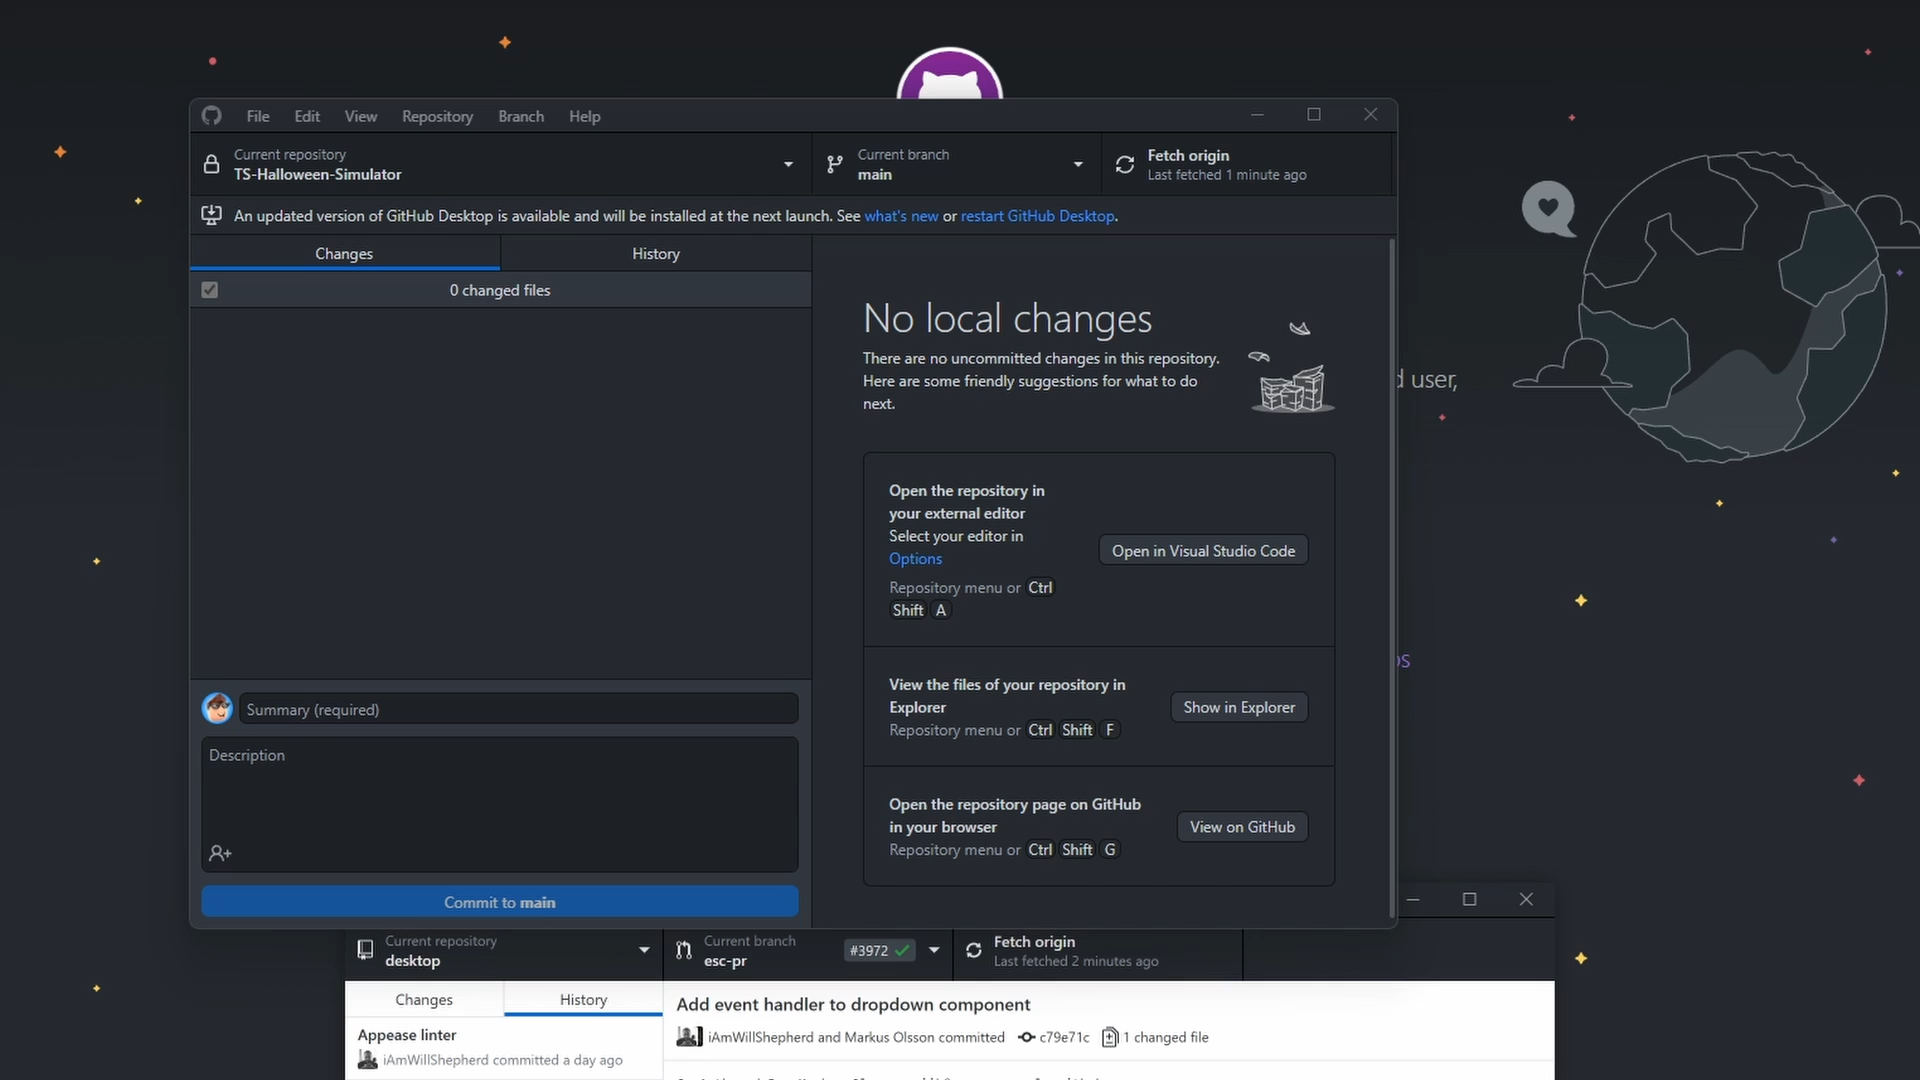 File Edit View Repository Branch Help
Current repository
TS-Halloween-Simulator
Current branch
main
Fetch origin
Last fetched 1 minute ago
An updated version of GitHub Desktop is available and will be installed at the next launch. See what's new or restart GitHub Desktop.
Changes
History
0 changed files
No local changes
There are no uncommitted changes in this repository.
Here are some friendly suggestions for what to do
next.
d user,
Open the repository in
your external editor
Select your editor in
Options
Repository menu or Ctrl
Shift A
Open in Visual Studio Code
View the files of your repository in
Explorer
Repository menu or Ctrl Shift F
Show in Explorer
Open the repository page on GitHub
in your browser
Repository menu or Ctrl Shift G
View on GitHub
Summary (required)
Description
Commit to main
Current repository
desktop
Current branch
esc-pr
#3972
Fetch origin
Last fetched 2 minutes ago
Changes
History
Appease linter
iAmWillShepherd committed a day ago
Add event handler to dropdown component
iAmWillShepherd and Markus Olsson committed c79e71c 1 changed file